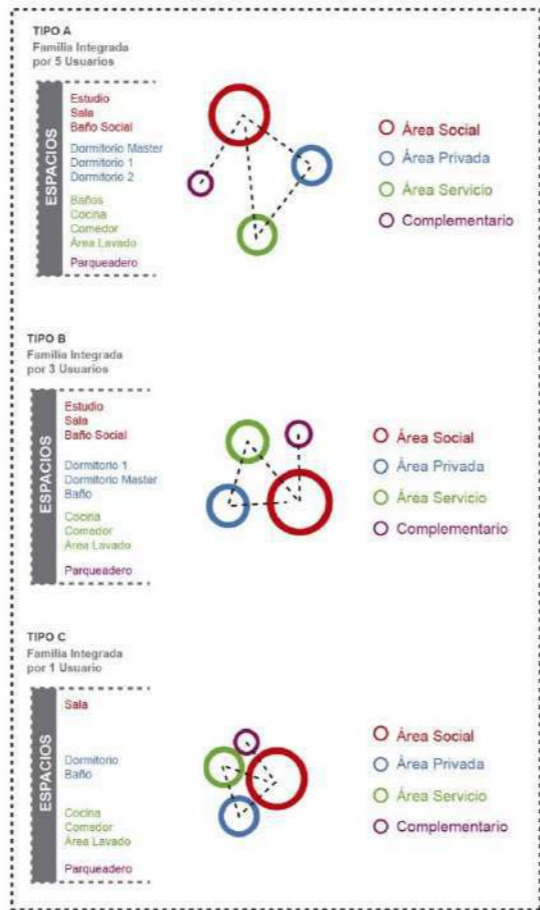 TIPO A
Familia Integrada
por 5 Usuarios
ESPACIOS
Estudio
Sala
Baño Social
Dormitorio Master
Dormitorio 1
Dormitorio 2
Baños
Cocina
Comedor
Área Lavado
Parqueadero
Área Social
Área Privada
Área Servicio
Complementario
TIPO B
Familia Integrada
por 3 Usuarios
ESPACIOS
Estudio
Sala
Baño Social
Dormitorio 1
Dormitorio Master
Baño
Cocina
Comedor
Área Lavado
Parqueadero
Área Social
Área Privada
Área Servicio
Complementario
TIPO C
Familia Integrada
por 1 Usuario
ESPACIOS
Sala
Dormitorio
Baño
Cocina
Comedor
Área Lavado
Parqueadero
Área Social
Área Privada
Área Servicio
Complementario